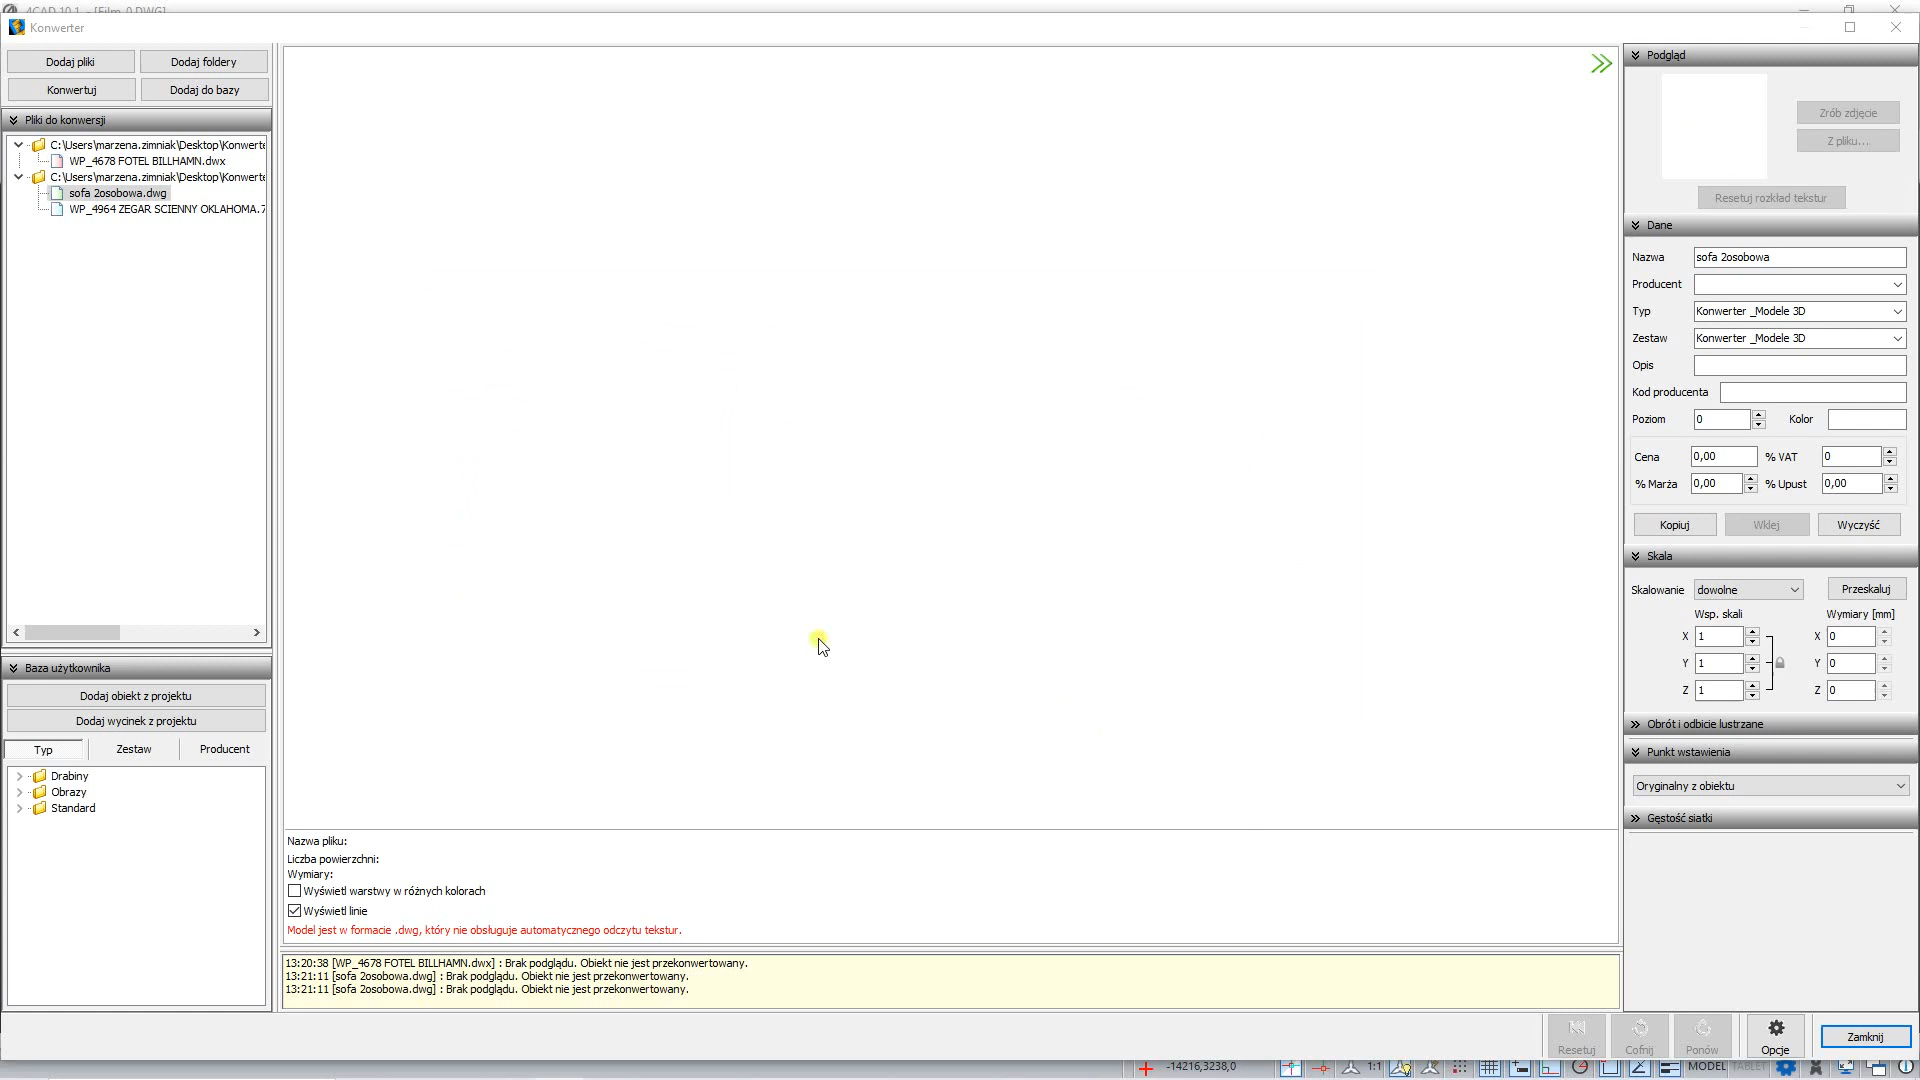 4CAD 10.1 - [Film_0.DWG]
Konwerter
Dodaj pliki
Dodaj foldery
Konwertuj
Dodaj do bazy
Pliki do konwersji
C:\Users\marzena.zimniak\Desktop\Konwerte
WP_4678 FOTEL BILLHAMN.dwx
C:\Users\marzena.zimniak\Desktop\Konwerte
sofa 2osobowa.dwg
WP_4964 ZEGAR SCIENNY OKLAHOMA.7
Baza użytkownika
Dodaj obiekt z projektu
Dodaj wycinek z projektu
Typ
Zestaw
Producent
Drabiny
Obrazy
Standard
Nazwa pliku:
Liczba powierzchni:
Wymiary:
Wyświetl warstwy w różnych kolorach
Wyświetl linie
Model jest w formacie .dwg, który nie obsługuje automatycznego odczytu tekstur.
13:20:38 [WP_4678 FOTEL BILLHAMN.dwx] : Brak podglądu. Obiekt nie jest przekonwertowany.
13:21:11 [sofa 2osobowa.dwg] : Brak podglądu. Obiekt nie jest przekonwertowany.
13:21:11 [sofa 2osobowa.dwg] : Brak podglądu. Obiekt nie jest przekonwertowany.
Podgląd
Zrób zdjęcie
Z pliku...
Resetuj rozkład tekstur
Dane
Nazwa sofa 2osobowa
Producent
Typ Konwerter _Modele 3D
Zestaw Konwerter _Modele 3D
Opis
Kod producenta
Poziom 0 Kolor
Cena 0,00 % VAT 0
% Marża 0,00 % Upust 0,00
Kopiuj Wklej Wyczyść
Skala
Skalowanie dowolne Przeskaluj
Wsp. skali Wymiary [mm]
X 1 X 0
Y 1 Y 0
Z 1 Z 0
Obrót i odbicie lustrzane
Punkt wstawienia
Oryginalny z obiektu
Gęstość siatki
Resetuj Cofnij Ponów Opcje Zamknij
-14216,3238,0 1:1 MODEL TABLET